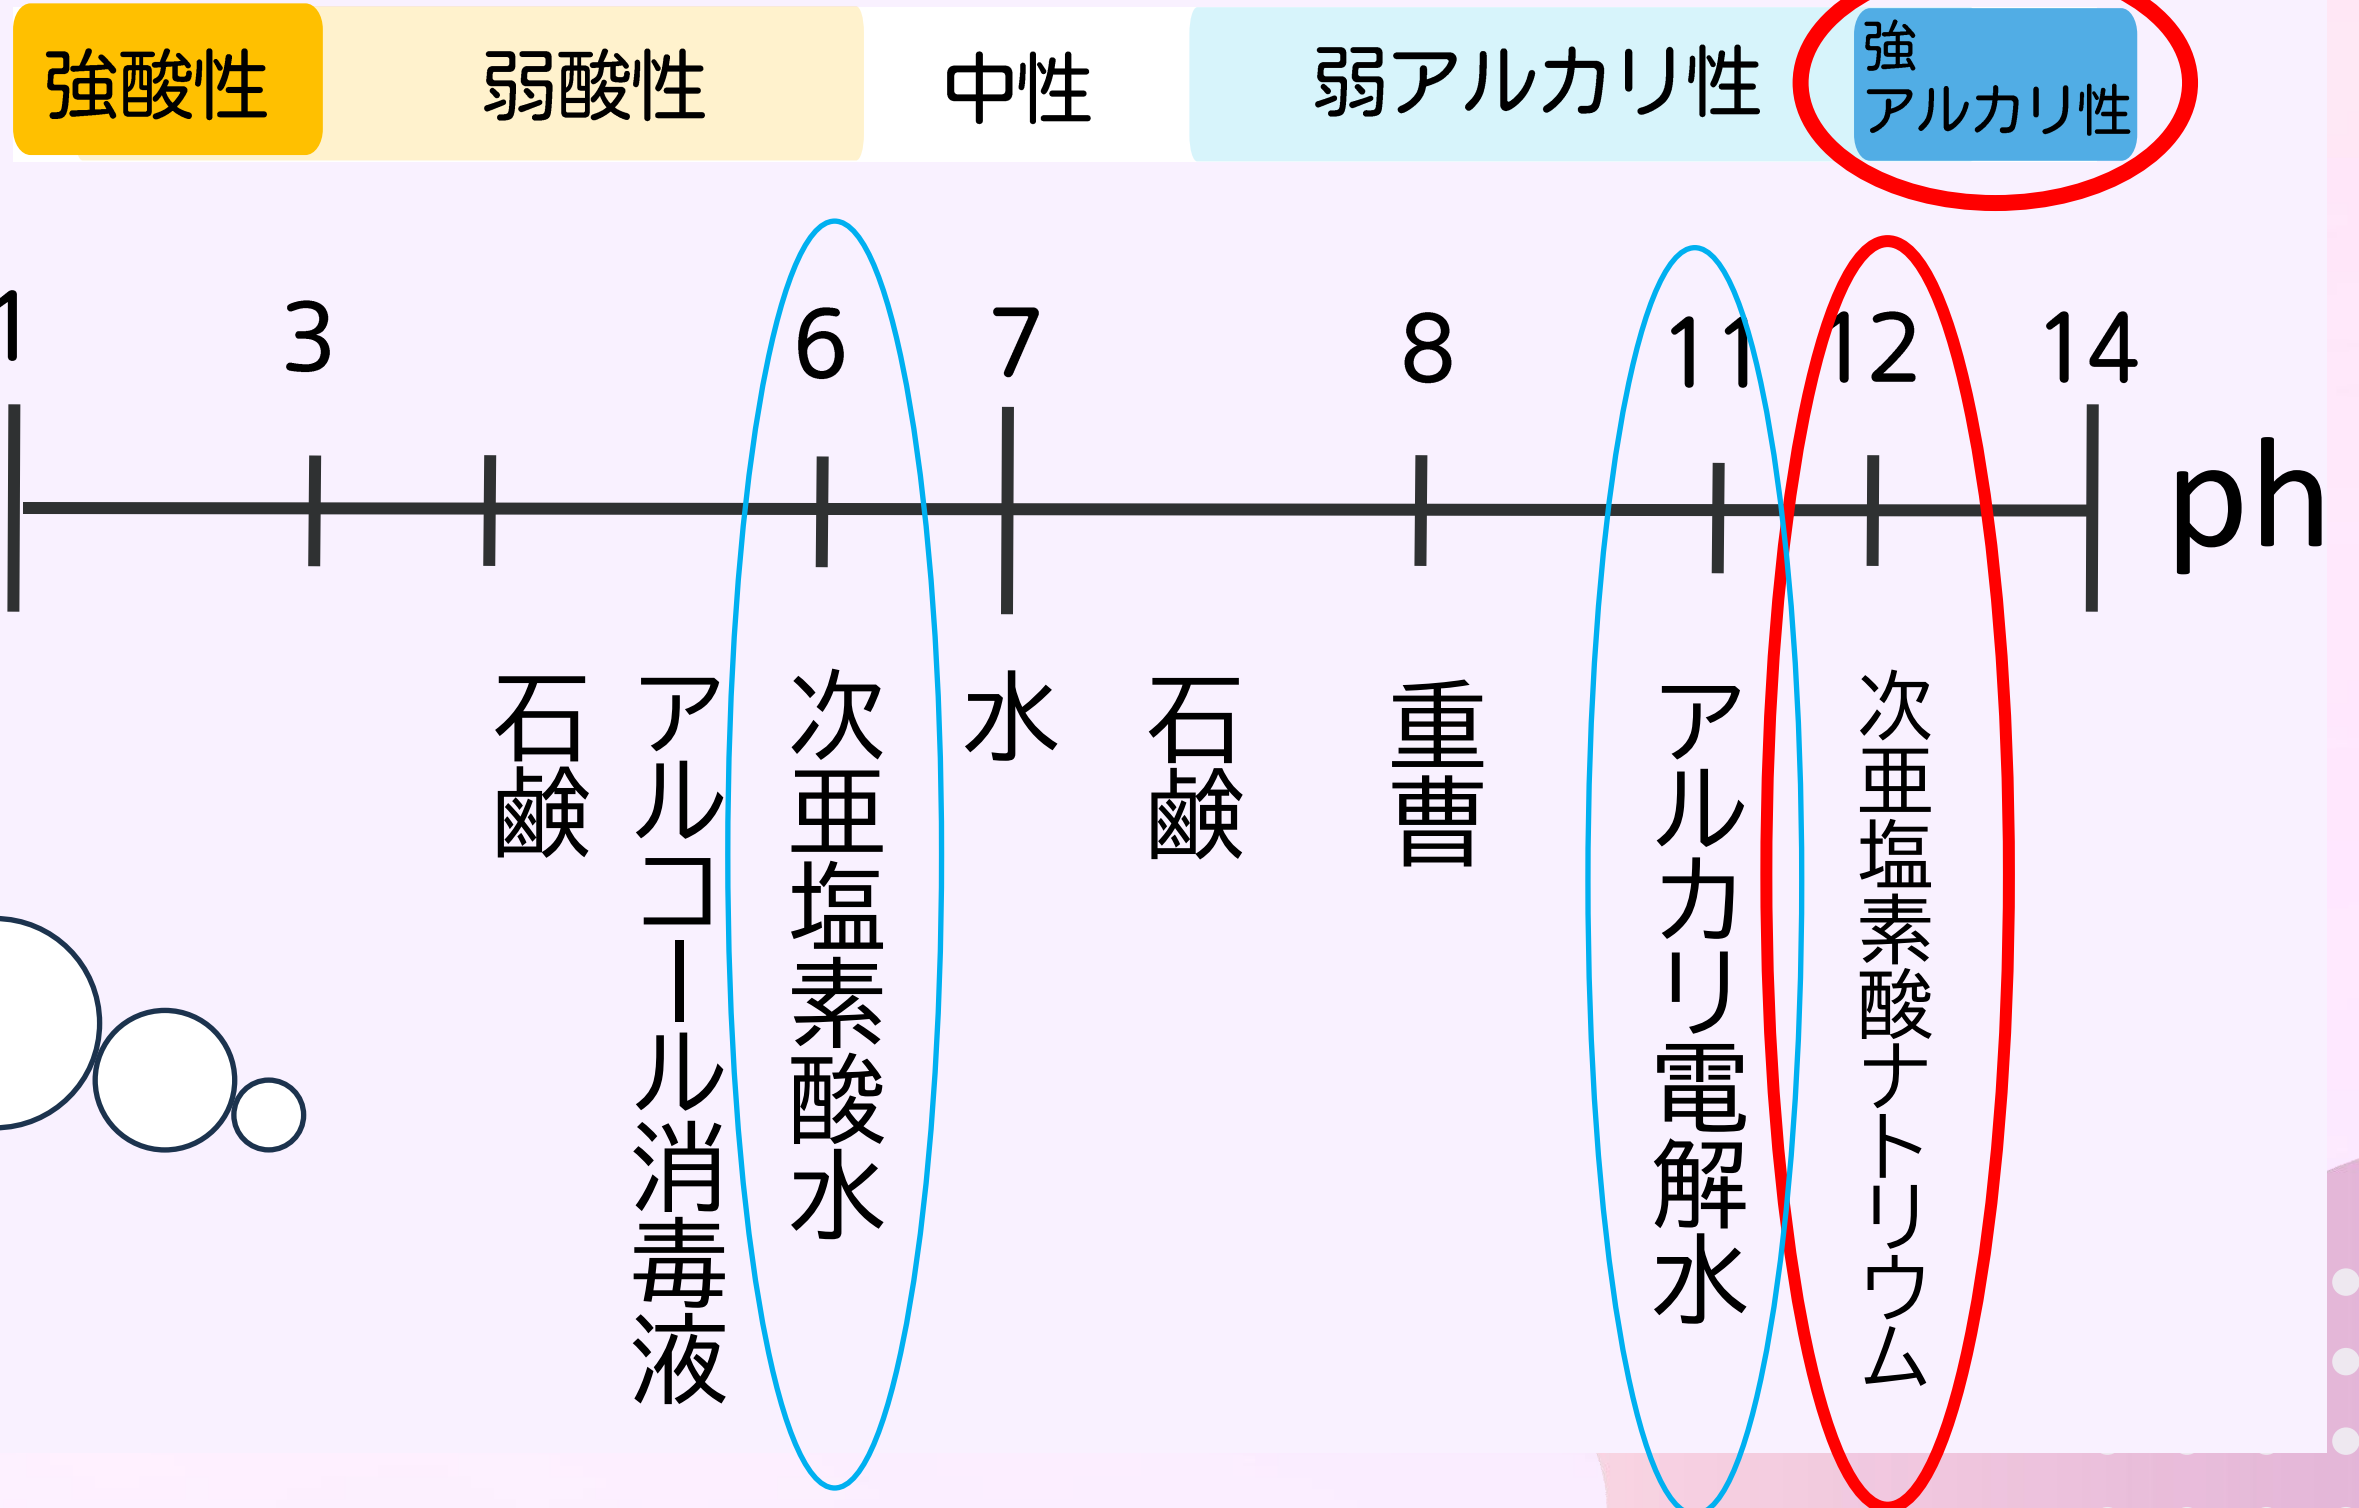 強酸性
弱酸性
中性
弱アルカリ性
強
アルカリ性
1
3
6
7
8
11
12
14
ph
石鹸
アルコール消毒液
次亜塩素酸水
水
石鹸
重曹
アルカリ電解水
次亜塩素酸ナトリウム